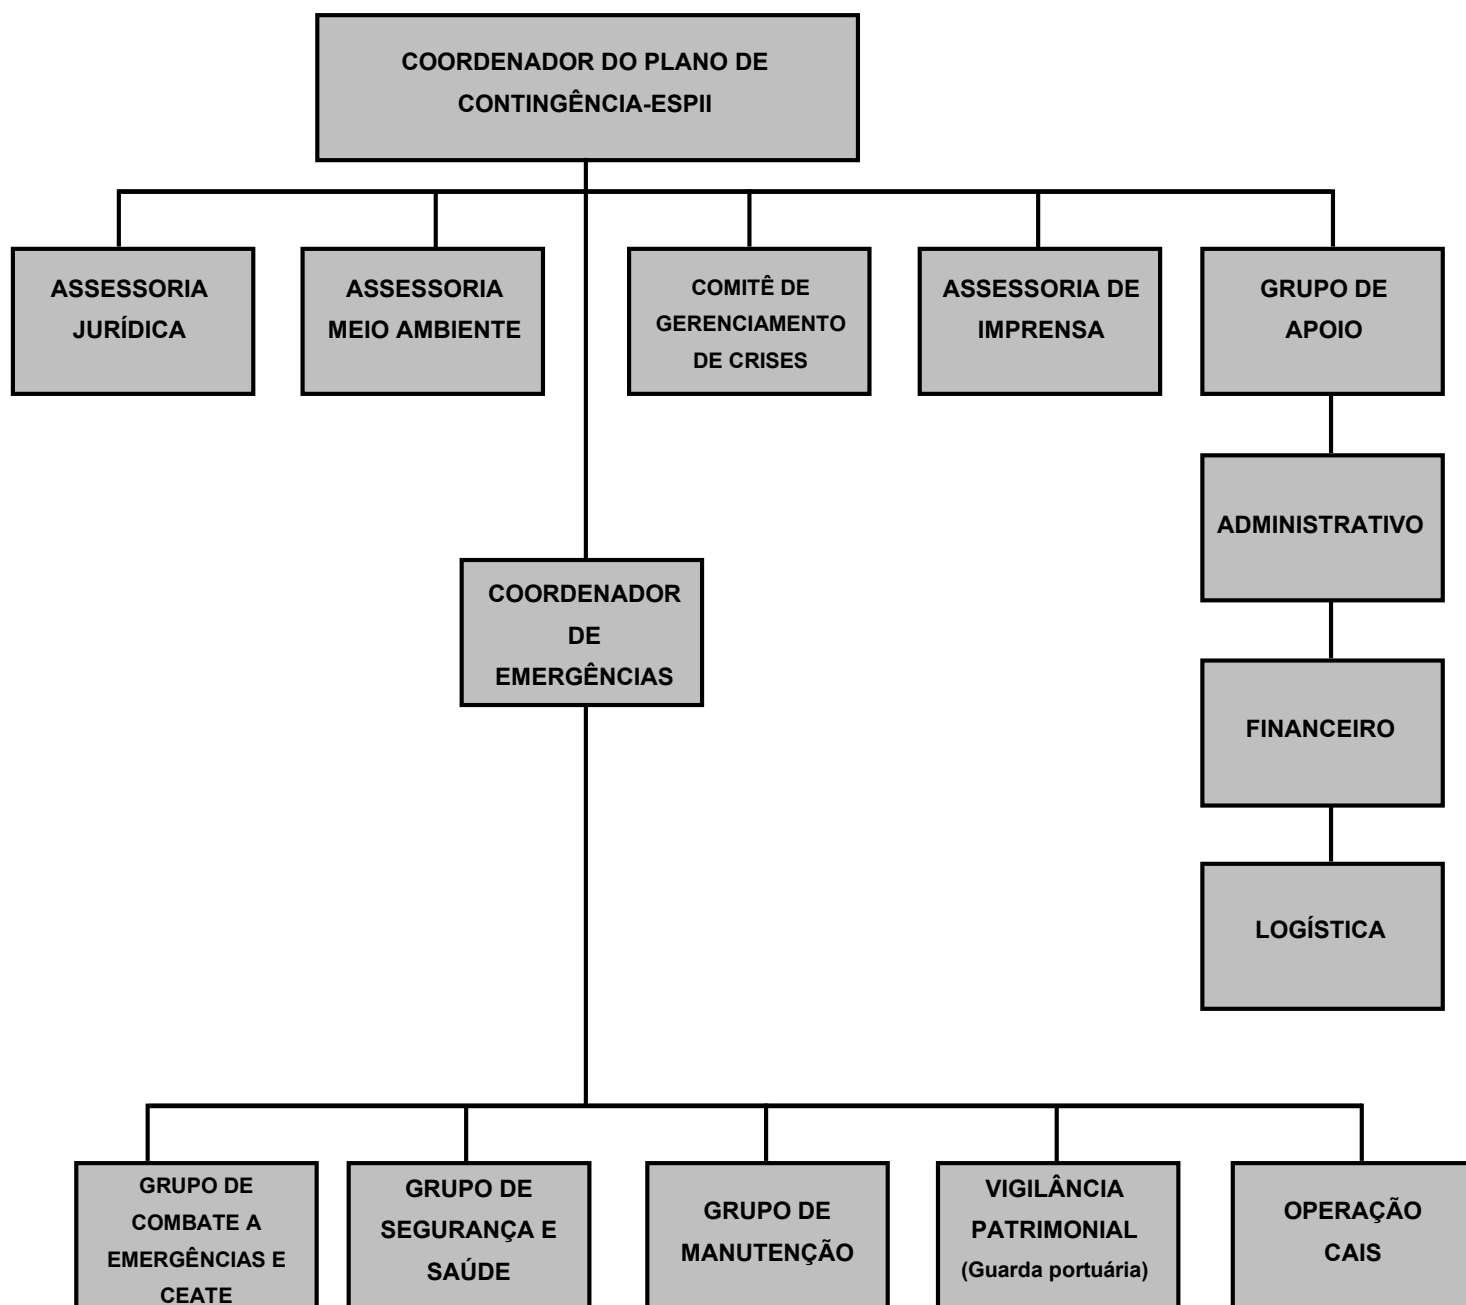 COORDENADOR DO PLANO DE
CONTINGÊNCIA-ESPII
ASSESSORIA
JURÍDICA
ASSESSORIA
MEIO AMBIENTE
COMITÊ DE
GERENCIAMENTO
DE CRISES
ASSESSORIA DE
IMPRENSA
GRUPO DE
APOIO
ADMINISTRATIVO
COORDENADOR
DE
EMERGÊNCIAS
FINANCEIRO
LOGÍSTICA
GRUPO DE
COMBATE A
EMERGÊNCIAS E
CEATE
GRUPO DE
SEGURANÇA E
SAÚDE
GRUPO DE
MANUTENÇÃO
VIGILÂNCIA
PATRIMONIAL
(Guarda portuária)
OPERAÇÃO
CAIS